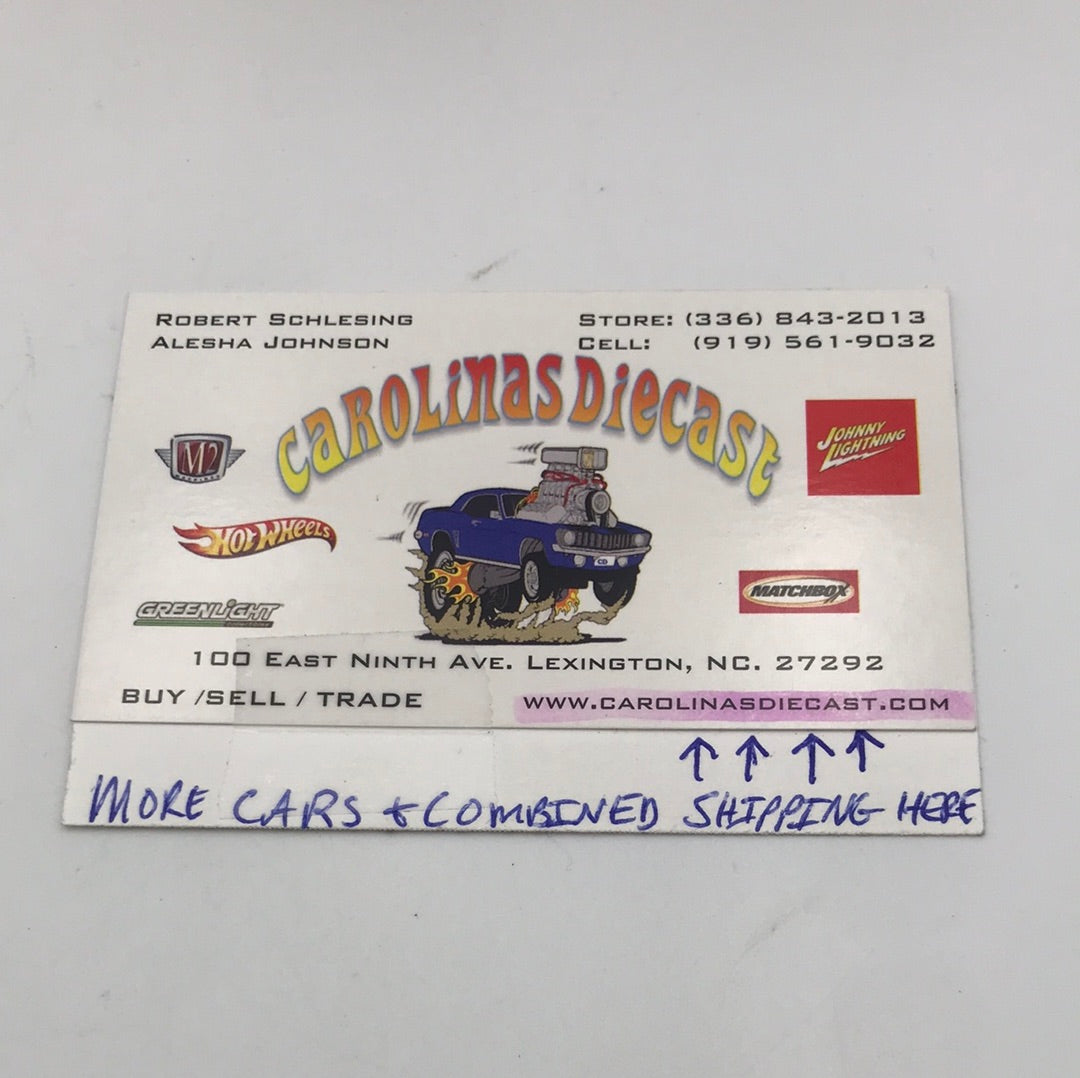 ROBERT SCHLESING
ALESHA JOHNSON
STORE: (336) 843-2013
CELL: (919) 561-9032
CAROLINAS DIECAST
M2
MACHINES
JOHNNY LIGHTNING
HOT WHEELS
MATCHBOX
GREENLIGHT
CD
100 EAST NINTH AVE. LEXINGTON, NC. 27292
BUY /SELL / TRADE
WWW.CAROLINASDIECAST.COM
↑ ↑ ↑ ↑
MORE CARS + COMBINED SHIPPING HERE